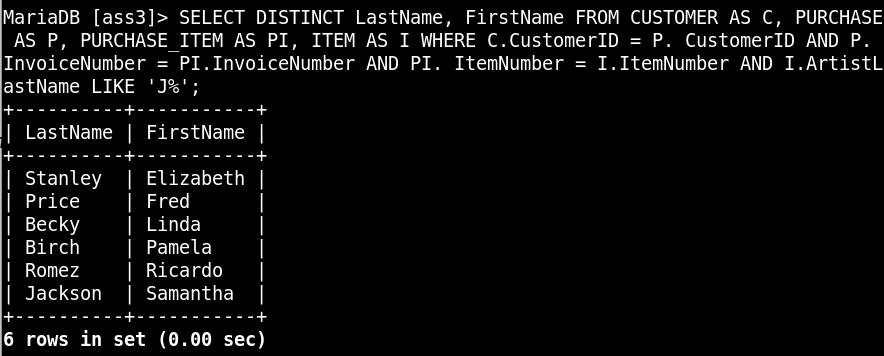 MariaDB [ass3]> SELECT DISTINCT LastName, FirstName FROM CUSTOMER AS C, PURCHASE
 AS P, PURCHASE_ITEM AS PI, ITEM AS I WHERE C.CustomerID = P. CustomerID AND P.
InvoiceNumber = PI.InvoiceNumber AND PI. ItemNumber = I.ItemNumber AND I.ArtistL
astName LIKE 'J%';
+----------+-----------+
| LastName | FirstName |
+----------+-----------+
| Stanley  | Elizabeth |
| Price    | Fred      |
| Becky    | Linda     |
| Birch    | Pamela    |
| Romez    | Ricardo   |
| Jackson  | Samantha  |
+----------+-----------+
6 rows in set (0.00 sec)